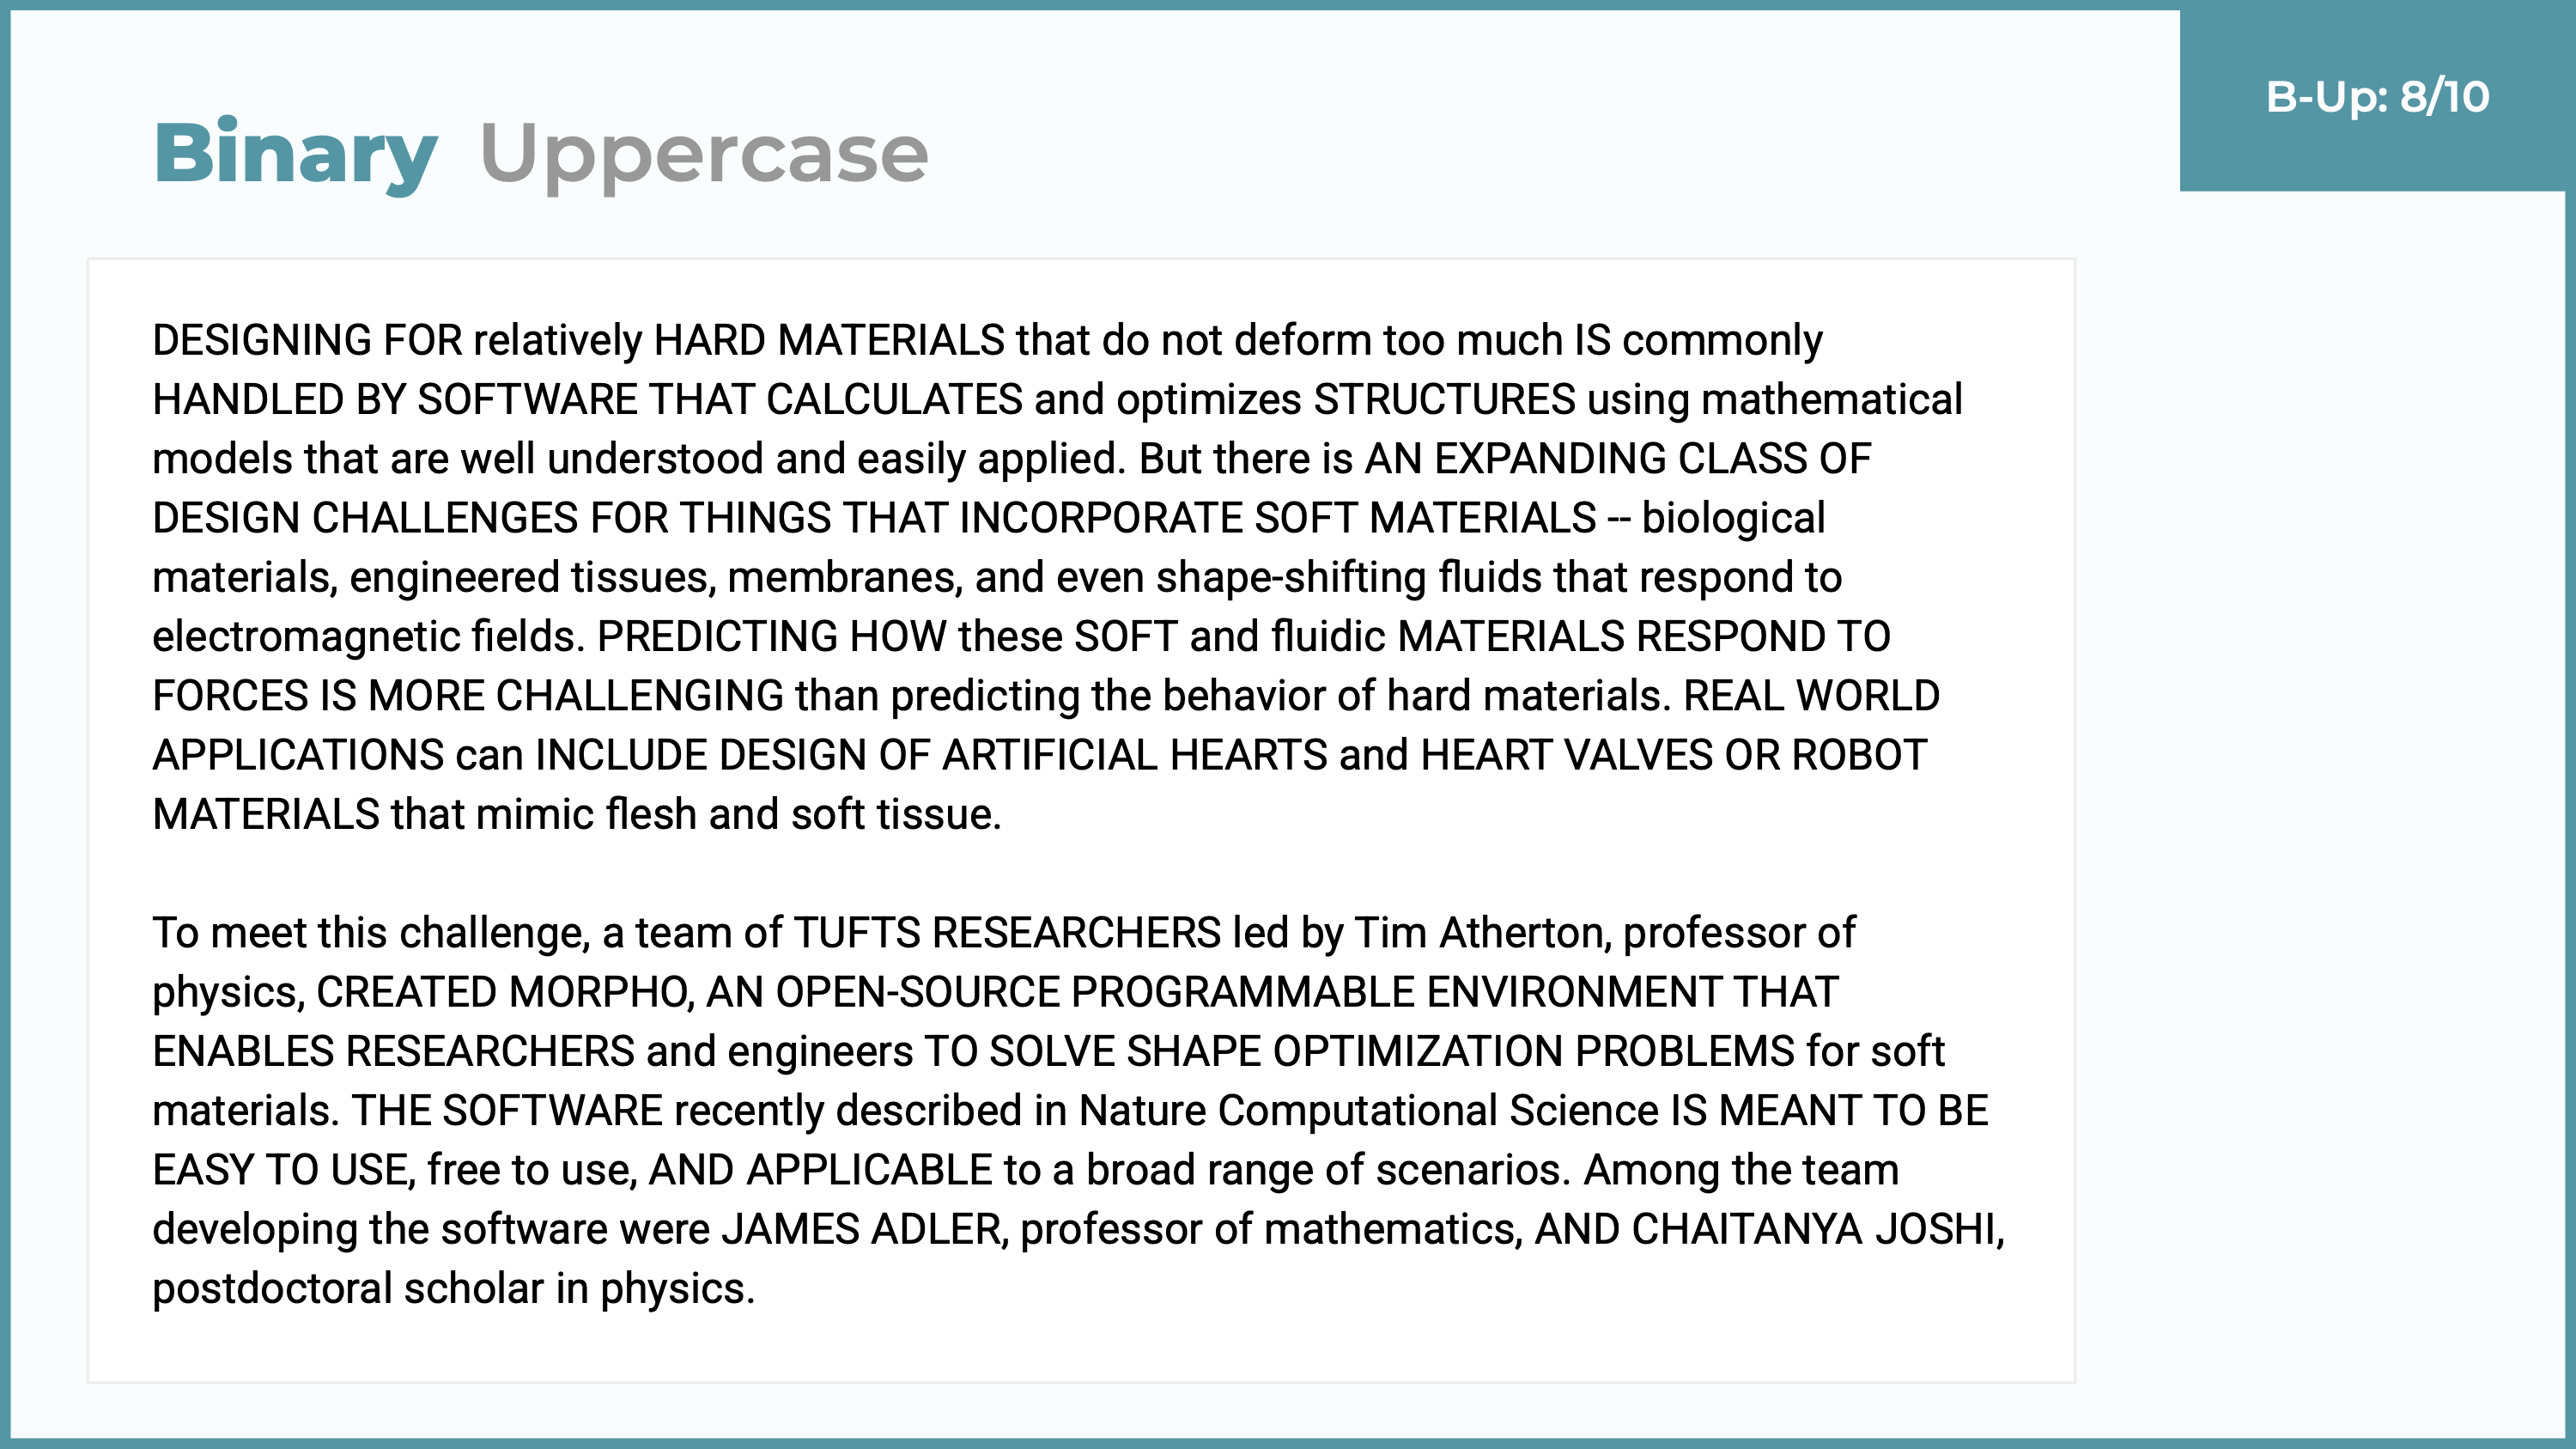 B-Up: 8/10
Binary Uppercase
DESIGNING FOR relatively HARD MATERIALS that do not deform too much IS commonly
HANDLED BY SOFTWARE THAT CALCULATES and optimizes STRUCTURES using mathematical
models that are well understood and easily applied. But there is AN EXPANDING CLASS OF
DESIGN CHALLENGES FOR THINGS THAT INCORPORATE SOFT MATERIALS -- biological
materials, engineered tissues, membranes, and even shape-shifting fluids that respond to
electromagnetic fields. PREDICTING HOW these SOFT and fluidic MATERIALS RESPOND TO
FORCES IS MORE CHALLENGING than predicting the behavior of hard materials. REAL WORLD
APPLICATIONS can INCLUDE DESIGN OF ARTIFICIAL HEARTS and HEART VALVES OR ROBOT
MATERIALS that mimic flesh and soft tissue.
To meet this challenge, a team of TUFTS RESEARCHERS led by Tim Atherton, professor of
physics, CREATED MORPHO, AN OPEN-SOURCE PROGRAMMABLE ENVIRONMENT THAT
ENABLES RESEARCHERS and engineers TO SOLVE SHAPE OPTIMIZATION PROBLEMS for soft
materials. THE SOFTWARE recently described in Nature Computational Science IS MEANT TO BE
EASY TO USE, free to use, AND APPLICABLE to a broad range of scenarios. Among the team
developing the software were JAMES ADLER, professor of mathematics, AND CHAITANYA JOSHI,
postdoctoral scholar in physics.